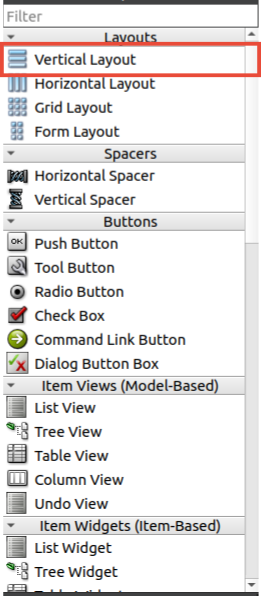 Filter
Layouts
Vertical Layout
Horizontal Layout
Grid Layout
Form Layout
Spacers
Horizontal Spacer
Vertical Spacer
Buttons
OK Push Button
Tool Button
Radio Button
Check Box
Command Link Button
Dialog Button Box
Item Views (Model-Based)
List View
Tree View
Table View
Column View
Undo View
Item Widgets (Item-Based)
List Widget
Tree Widget